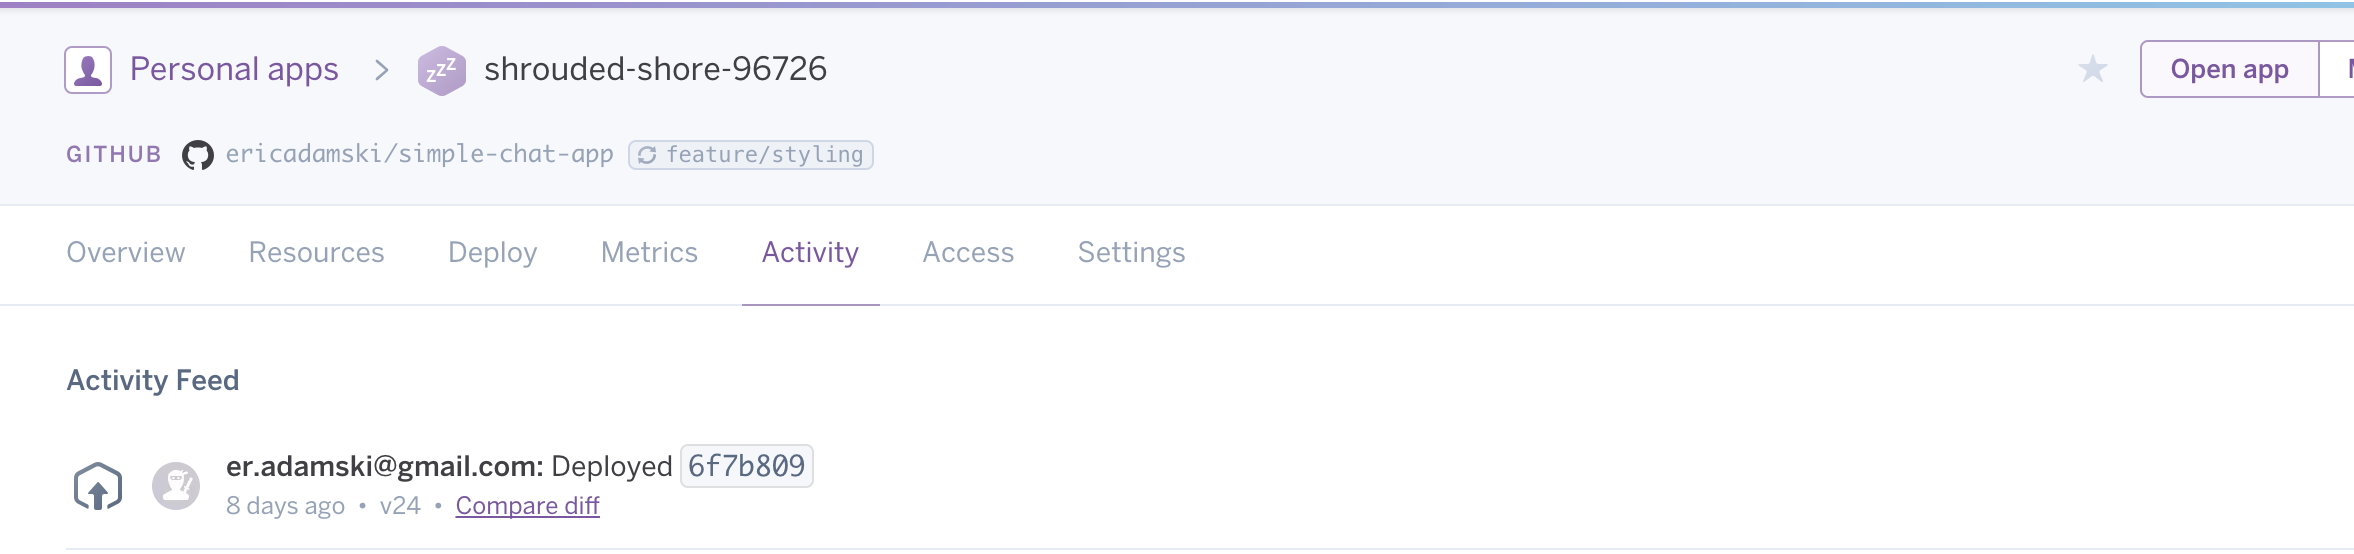 Personal apps > zzz shrouded-shore-96726
Open app
GITHUB ericadamski/simple-chat-app feature/styling
Overview Resources Deploy Metrics Activity Access Settings
Activity Feed
er.adamski@gmail.com: Deployed 6f7b809
8 days ago • v24 • Compare diff